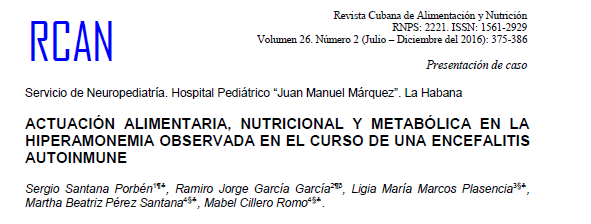 RCAN
Revista Cubana de Alimentación y Nutrición
RNPS: 2221. ISSN: 1561-2929
Volumen 26. Número 2 (Julio – Diciembre del 2016): 375-386
Presentación de caso
Servicio de Neuropediatría. Hospital Pediátrico “Juan Manuel Márquez”. La Habana
ACTUACIÓN ALIMENTARIA, NUTRICIONAL Y METABÓLICA EN LA
HIPERAMONEMIA OBSERVADA EN EL CURSO DE UNA ENCEFALITIS
AUTOINMUNE
Sergio Santana Porbén¹¶♣, Ramiro Jorge García García²¶þ, Ligia María Marcos Plasencia³§♣,
Martha Beatriz Pérez Santana⁴§♣, Mabel Cillero Romo⁴§♣.